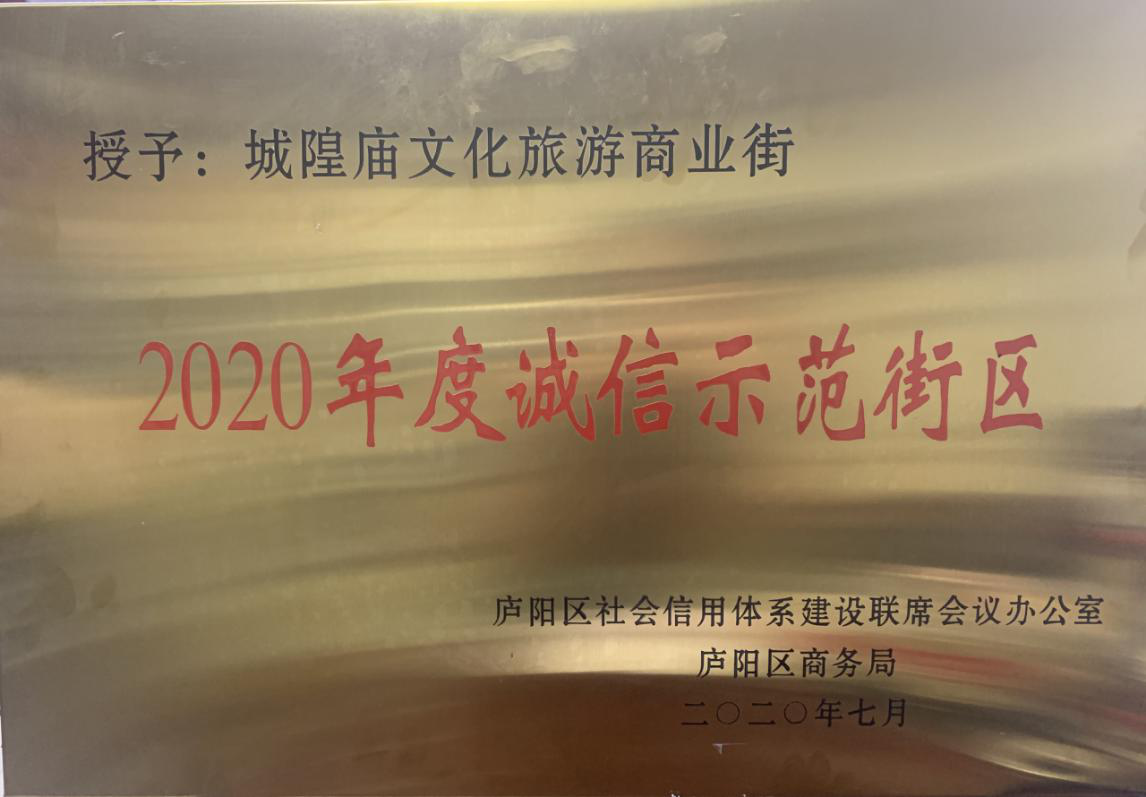 授予：城隍庙文化旅游商业街
2020年度诚信示范街区
庐阳区社会信用体系建设联席会议办公室
庐阳区商务局
二〇二〇年七月